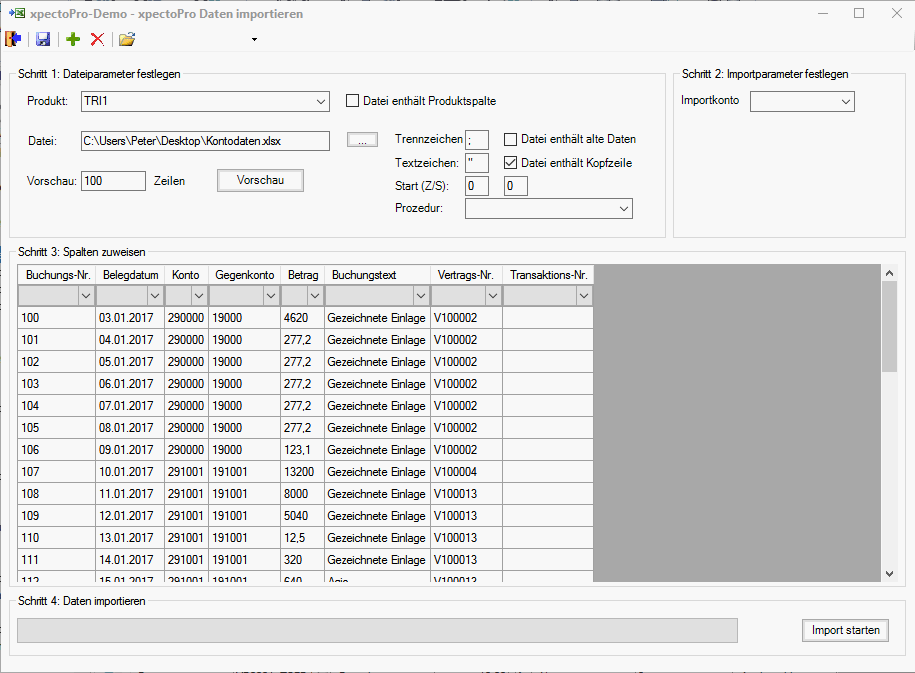 xpectoPro-Demo - xpectoPro Daten importieren
Schritt 1: Dateiparameter festlegen
Produkt: TRI1 Datei enthält Produktspalte
Datei: C:\Users\Peter\Desktop\Kontodaten.xlsx ...
Trennzeichen ; Datei enthält alte Daten
Textzeichen: " Datei enthält Kopfzeile
Vorschau: 100 Zeilen Vorschau
Start (Z/S): 0 0
Prozedur:
Schritt 2: Importparameter festlegen
Importkonto
Schritt 3: Spalten zuweisen
Buchungs-Nr. Belegdatum Konto Gegenkonto Betrag Buchungstext Vertrags-Nr. Transaktions-Nr.
100 03.01.2017 290000 19000 4620 Gezeichnete Einlage V100002
101 04.01.2017 290000 19000 277,2 Gezeichnete Einlage V100002
102 05.01.2017 290000 19000 277,2 Gezeichnete Einlage V100002
103 06.01.2017 290000 19000 277,2 Gezeichnete Einlage V100002
104 07.01.2017 290000 19000 277,2 Gezeichnete Einlage V100002
105 08.01.2017 290000 19000 277,2 Gezeichnete Einlage V100002
106 09.01.2017 290000 19000 123,1 Gezeichnete Einlage V100002
107 10.01.2017 291001 191001 13200 Gezeichnete Einlage V100004
108 11.01.2017 291001 191001 8000 Gezeichnete Einlage V100013
109 12.01.2017 291001 191001 5040 Gezeichnete Einlage V100013
110 13.01.2017 291001 191001 12,5 Gezeichnete Einlage V100013
111 14.01.2017 291001 191001 320 Gezeichnete Einlage V100013
112 15.01.2017 291001 191001 640 Agio V100013
Schritt 4: Daten importieren
Import starten